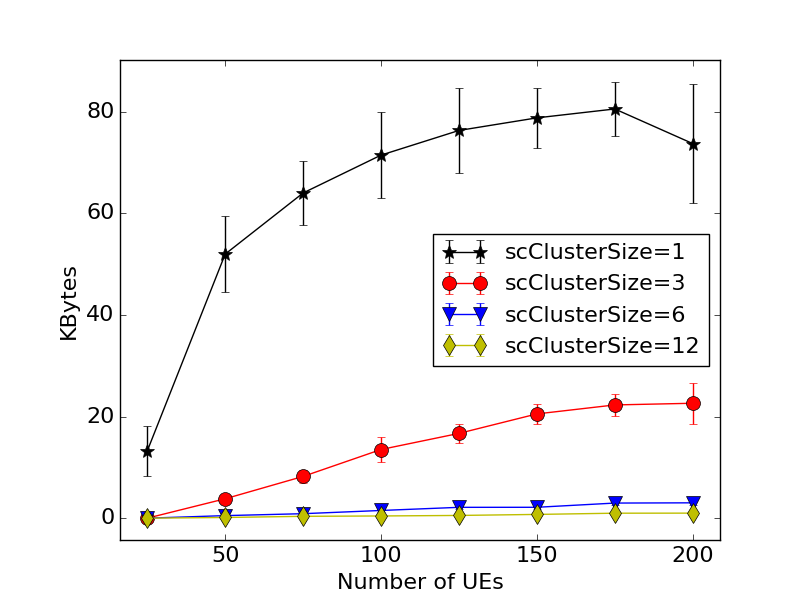 80
60
40
20
0
KBytes
scClusterSize=1
scClusterSize=3
scClusterSize=6
scClusterSize=12
50
100
150
200
Number of UEs